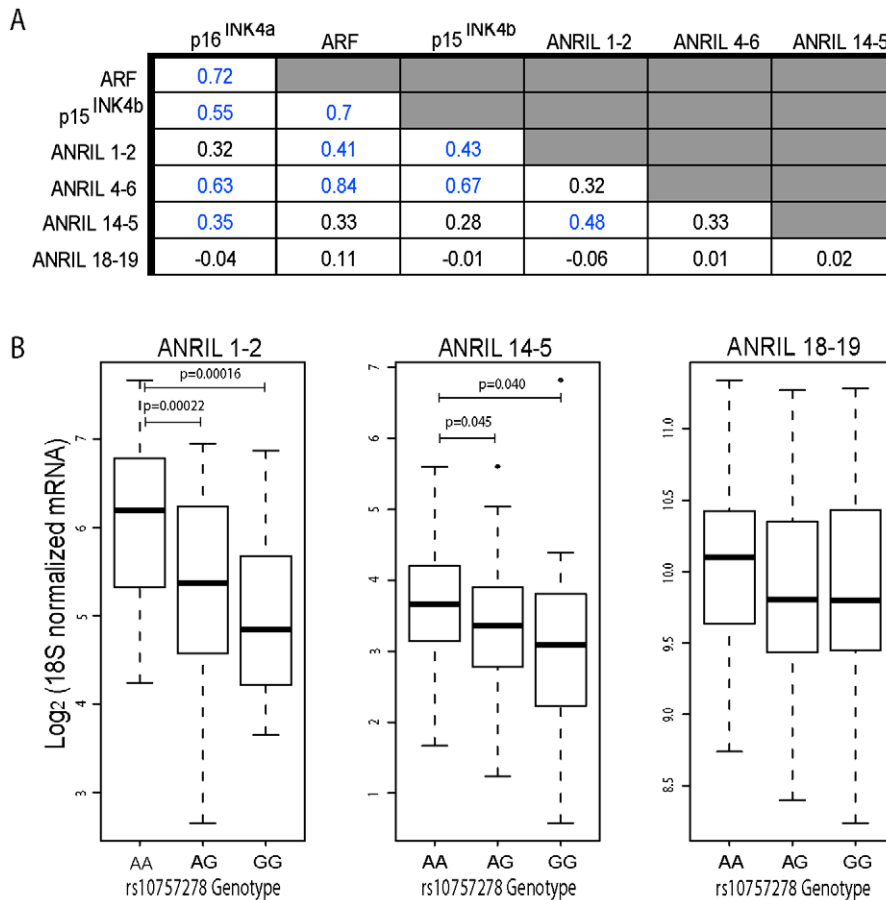 A
p16 INK4a ARF p15 INK4b ANRIL 1-2 ANRIL 4-6 ANRIL 14-5
ARF 0.72
p15 INK4b 0.55 0.7
ANRIL 1-2 0.32 0.41 0.43
ANRIL 4-6 0.63 0.84 0.67 0.32
ANRIL 14-5 0.35 0.33 0.28 0.48 0.33
ANRIL 18-19 -0.04 0.11 -0.01 -0.06 0.01 0.02
B
Log2 (18S normalized mRNA)
ANRIL 1-2
p=0.00016
p=0.00022
7
6
5
4
3
AA AG GG
rs10757278 Genotype
ANRIL 14-5
p=0.040
p=0.045
7
6
5
4
3
2
1
AA AG GG
rs10757278 Genotype
ANRIL 18-19
11.0
10.5
10.0
9.5
9.0
8.5
AA AG GG
rs10757278 Genotype